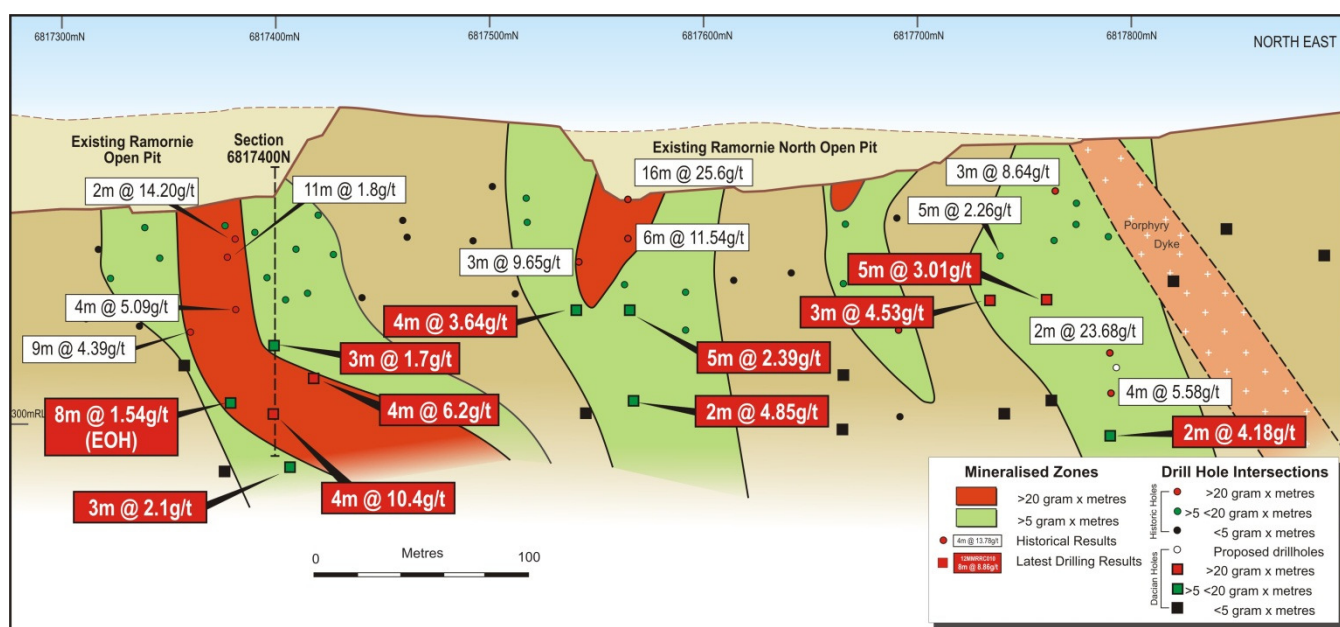 6817300mN
6817400mN
6817500mN
6817600mN
6817700mN
6817800mN
NORTH EAST
Existing Ramornie
Open Pit
Section
6817400N
Existing Ramornie North Open Pit
2m @ 14.20g/t
11m @ 1.8g/t
16m @ 25.6g/t
3m @ 8.64g/t
5m @ 2.26g/t
6m @ 11.54g/t
3m @ 9.65g/t
Porphyry
Dyke
5m @ 3.01g/t
4m @ 5.09g/t
4m @ 3.64g/t
3m @ 4.53g/t
9m @ 4.39g/t
3m @ 1.7g/t
5m @ 2.39g/t
2m @ 23.68g/t
300mRL
8m @ 1.54g/t
(EOH)
4m @ 6.2g/t
2m @ 4.85g/t
4m @ 5.58g/t
2m @ 4.18g/t
3m @ 2.1g/t
4m @ 10.4g/t
0
Metres
100
Mineralised Zones
>20 gram x metres
>5 gram x metres
4m @ 13.78g/t
Historical Results
12MMRRC010
8m @ 8.86g/t
Latest Drilling Results
Drill Hole Intersections
Historic Holes
>20 gram x metres
>5 <20 gram x metres
<5 gram x metres
Proposed drillholes
Dacian Holes
>20 gram x metres
>5 <20 gram x metres
<5 gram x metres